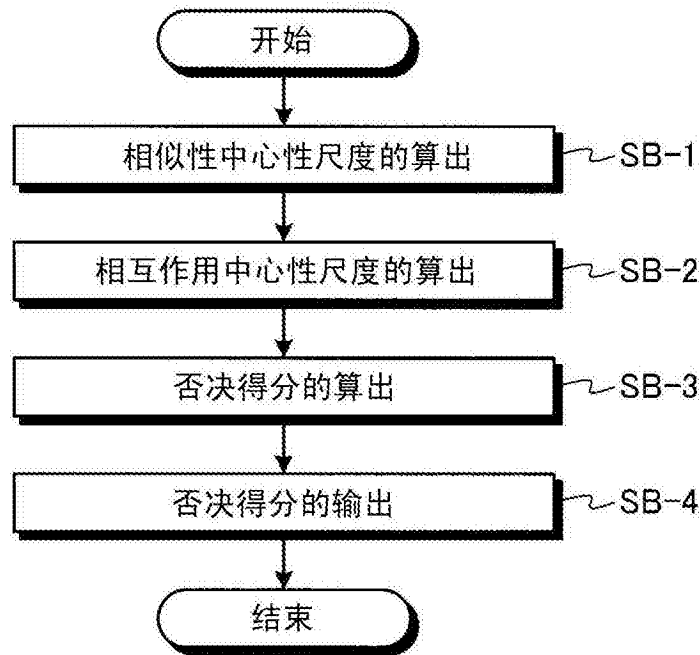 开始
相似性中心性尺度的算出 SB-1
相互作用中心性尺度的算出 SB-2
否决得分的算出 SB-3
否决得分的输出 SB-4
结束